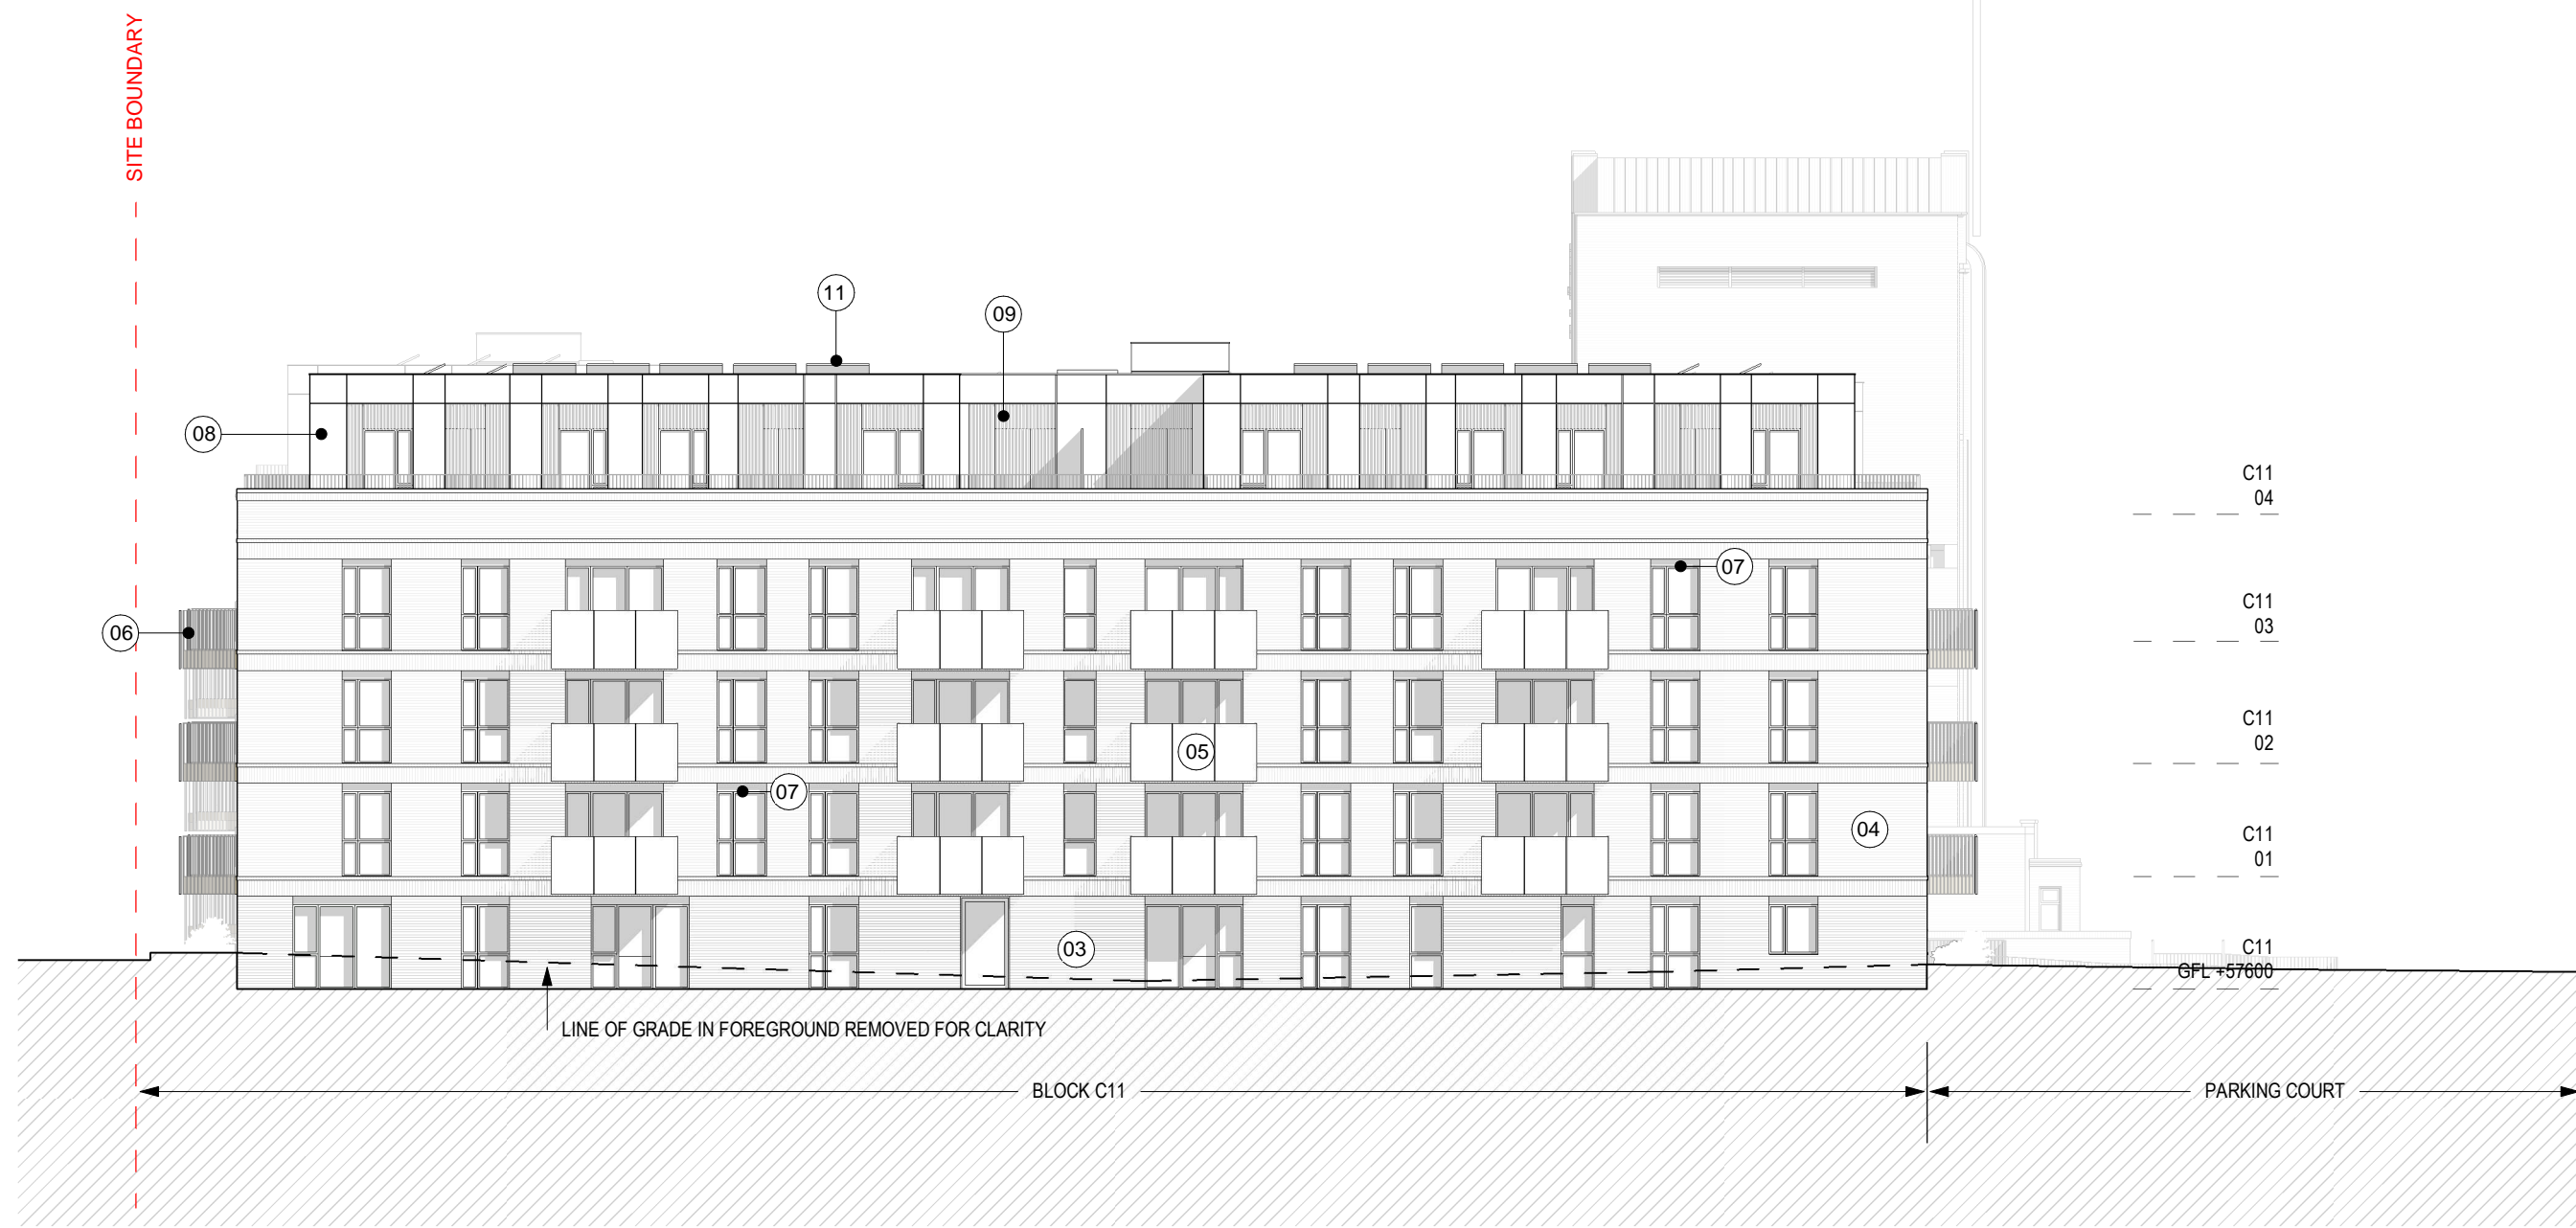 SITE BOUNDARY
11
09
08
C11
04
07
C11
03
06
C11
02
05
07
04
C11
01
03
C11
GFL +57600
LINE OF GRADE IN FOREGROUND REMOVED FOR CLARITY
BLOCK C11
PARKING COURT